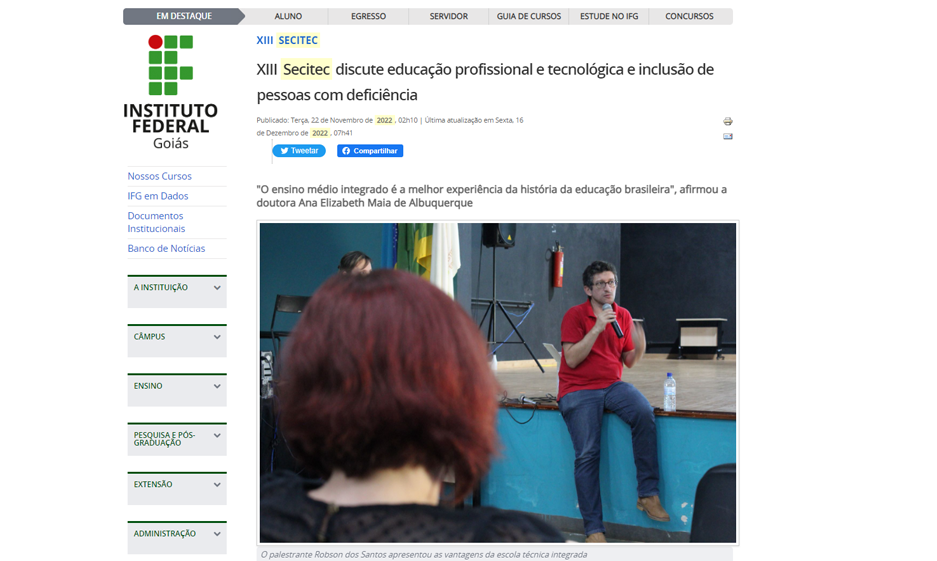 EM DESTAQUE ALUNO EGRESSO SERVIDOR GUIA DE CURSOS ESTUDE NO IFG CONCURSOS
INSTITUTO
FEDERAL
Goiás
Nossos Cursos
IFG em Dados
Documentos
Institucionais
Banco de Notícias
A INSTITUIÇÃO
CÂMPUS
ENSINO
PESQUISA E PÓS-
GRADUAÇÃO
EXTENSÃO
ADMINISTRAÇÃO
XIII SECITEC
XIII Secitec discute educação profissional e tecnológica e inclusão de
pessoas com deficiência
Publicado: Terça, 22 de Novembro de 2022 , 02h10 | Última atualização em Sexta, 16
de Dezembro de 2022 , 07h41
Tweetar Compartilhar
"O ensino médio integrado é a melhor experiência da história da educação brasileira", afirmou a
doutora Ana Elizabeth Maia de Albuquerque
O palestrante Robson dos Santos apresentou as vantagens da escola técnica integrada